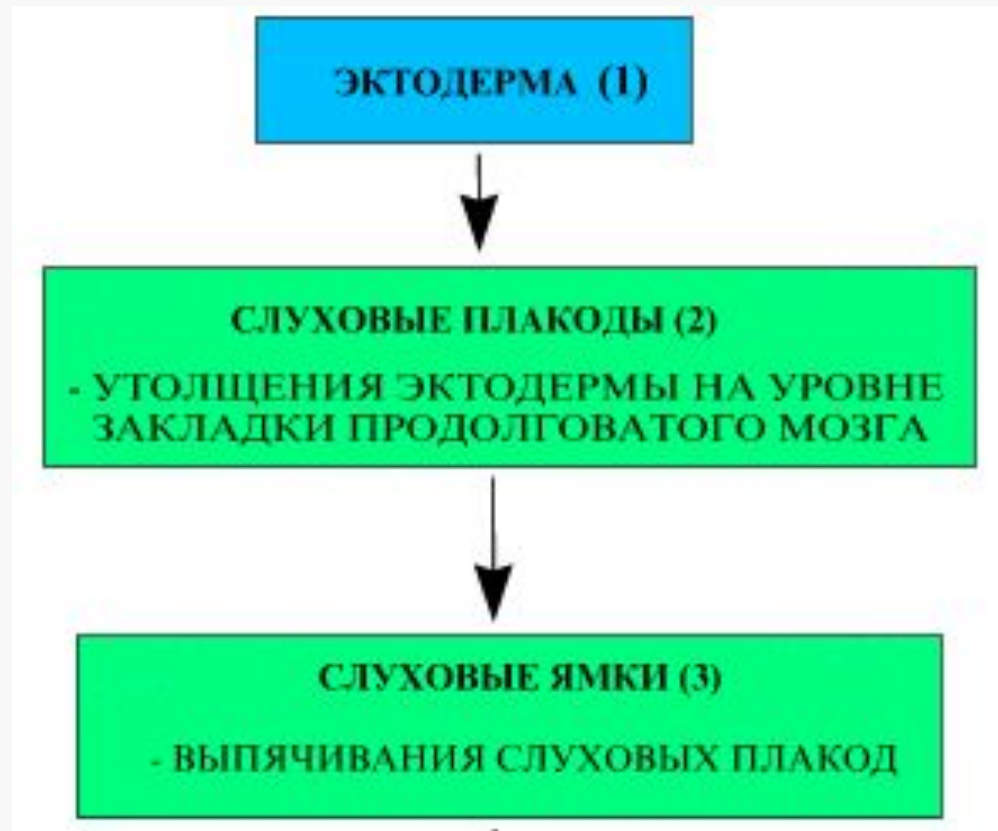 ЭКТОДЕРМА (1)
СЛУХОВЫЕ ПЛАКОДЫ (2)
- УТОЛЩЕНИЯ ЭКТОДЕРМЫ НА УРОВНЕ
ЗАКЛАДКИ ПРОДОЛГОВАТОГО МОЗГА
СЛУХОВЫЕ ЯМКИ (3)
- ВЫПЯЧИВАНИЯ СЛУХОВЫХ ПЛАКОД